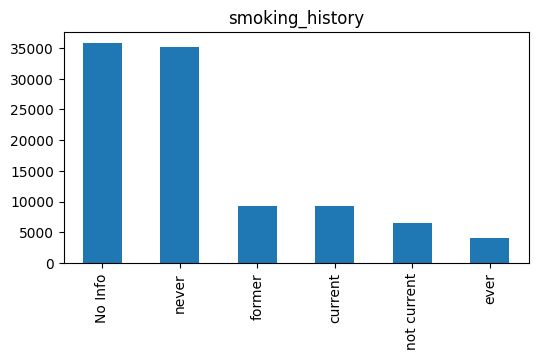 smoking_history
35000
30000
25000
20000
15000
10000
5000
0
No Info
never
former
current
not current
ever